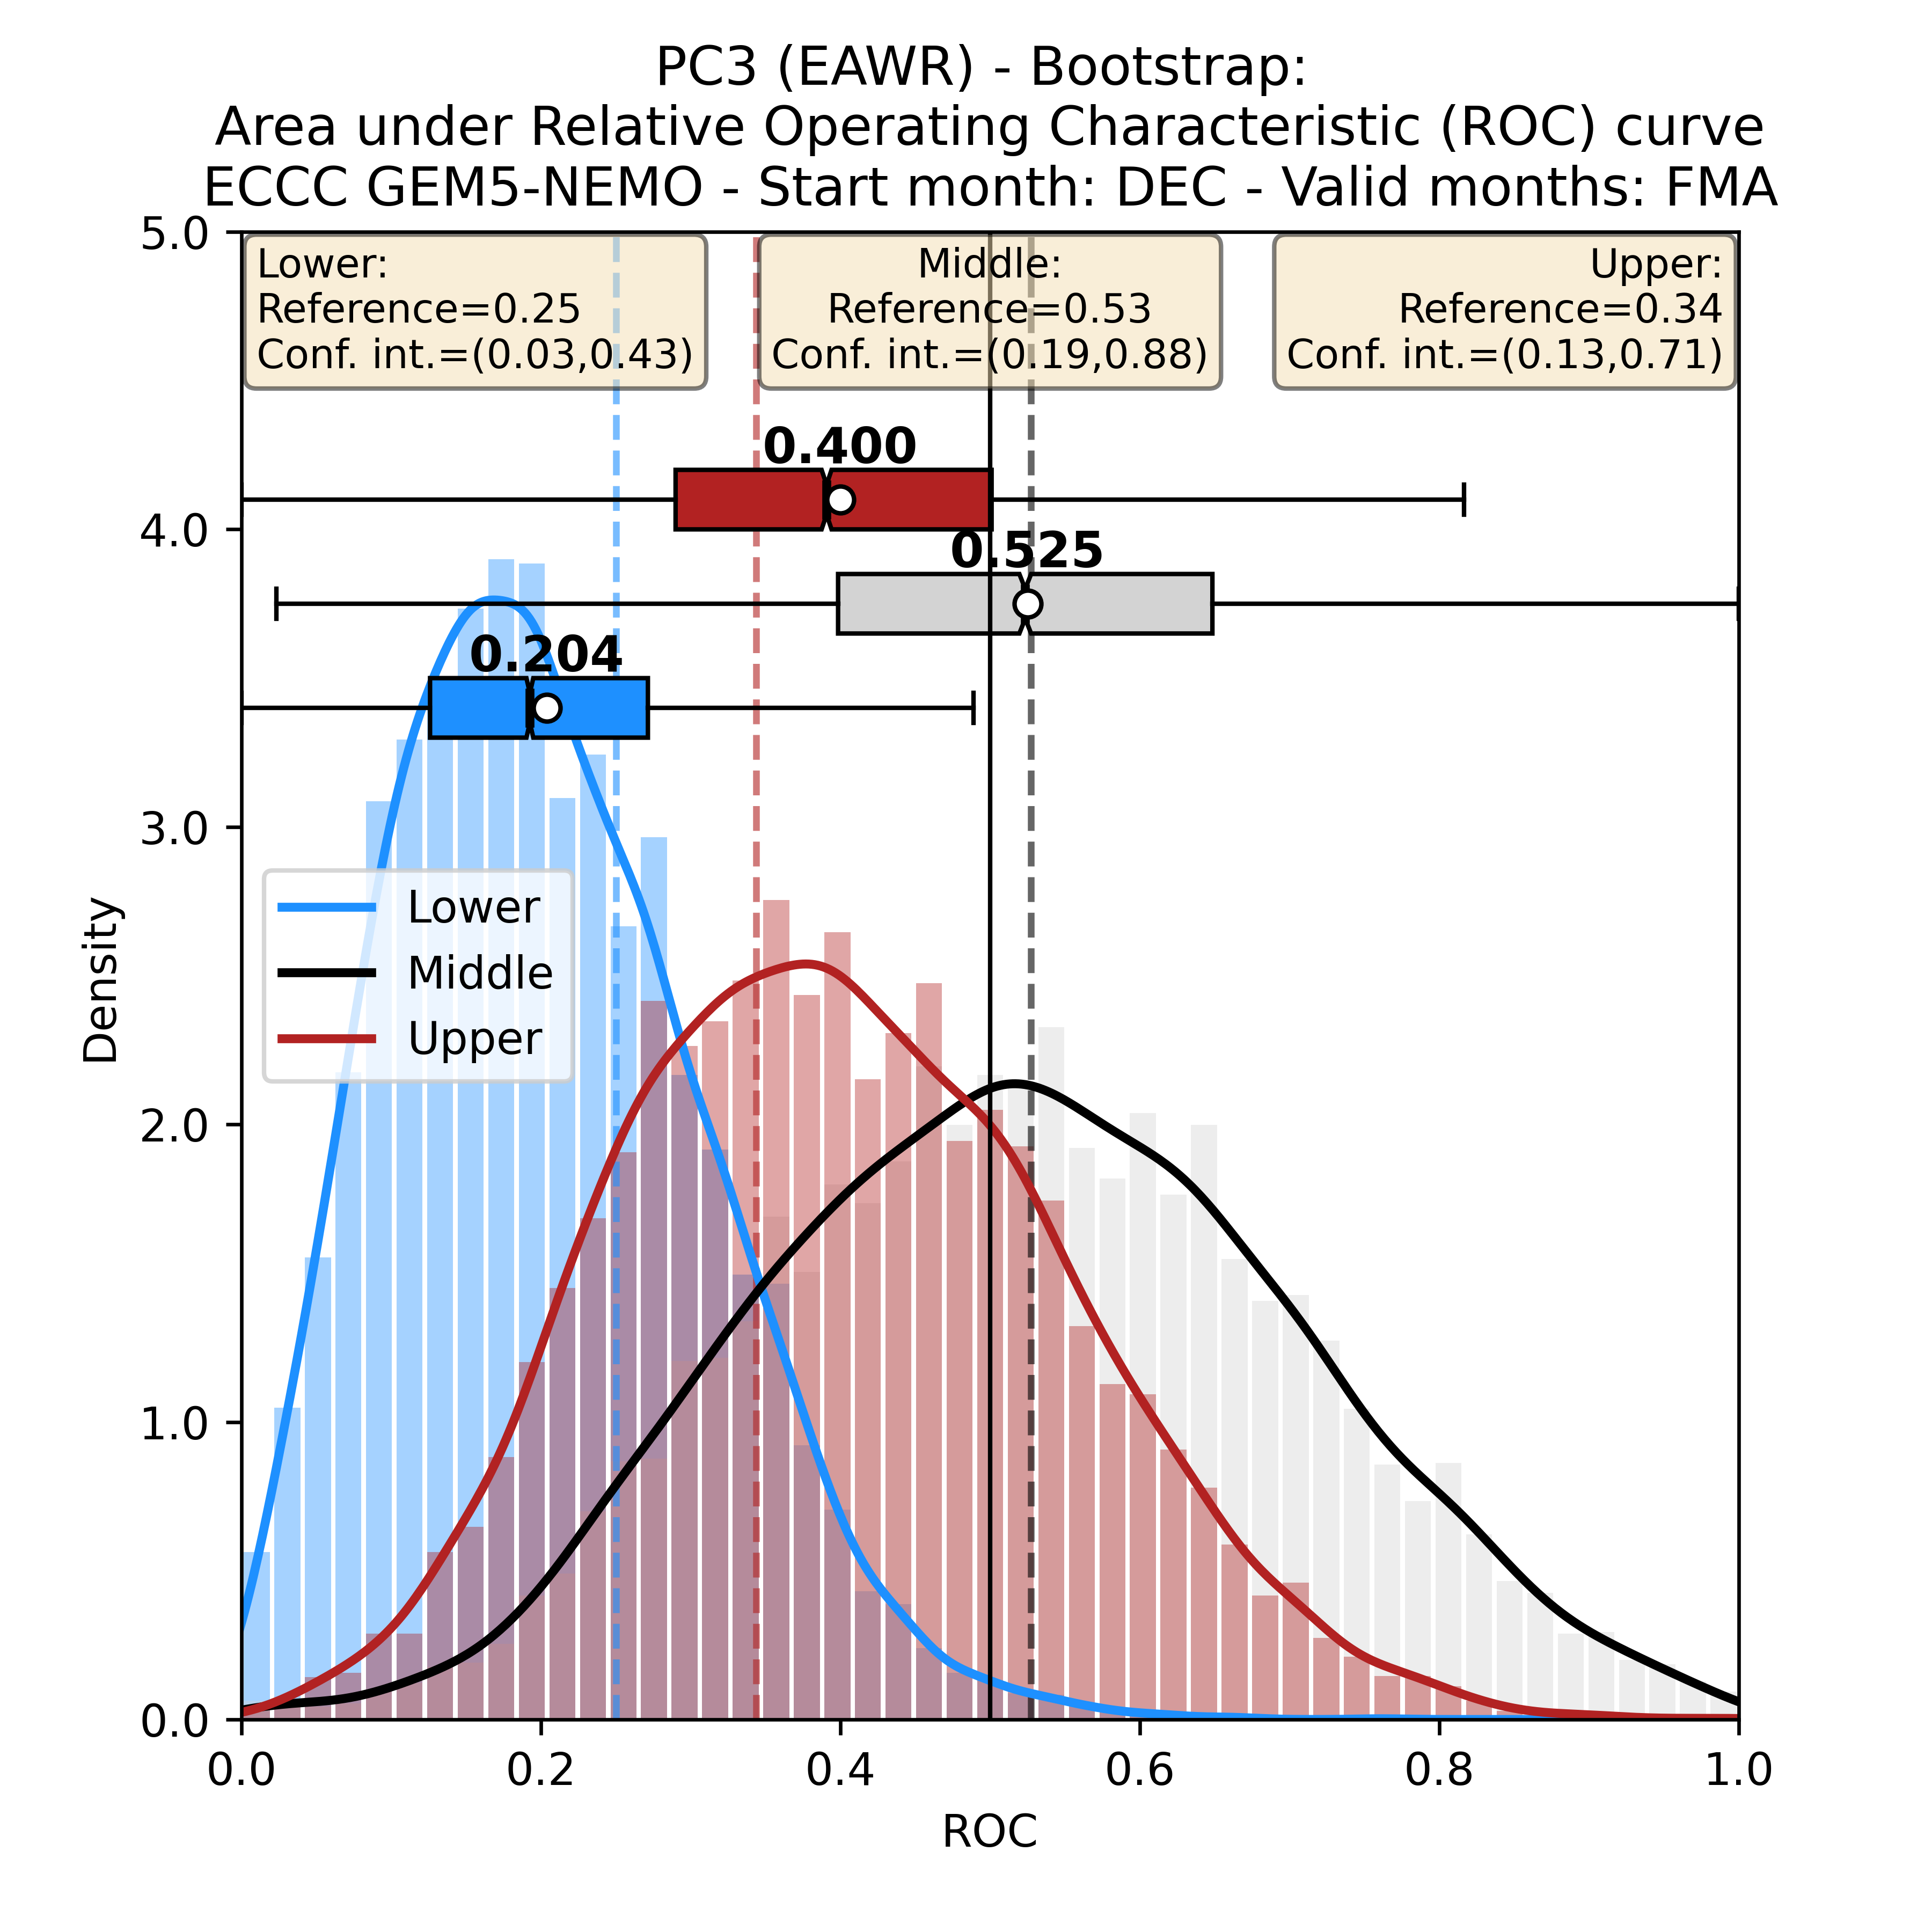 PC3 (EAWR) - Bootstrap:
Area under Relative Operating Characteristic (ROC) curve
ECCC GEM5-NEMO - Start month: DEC - Valid months: FMA
Lower:
Reference=0.25
Conf. int.=(0.03,0.43)
Middle:
Reference=0.53
Conf. int.=(0.19,0.88)
Upper:
Reference=0.34
Conf. int.=(0.13,0.71)
0.400
0.525
0.204
Lower
Middle
Upper
Density
5.0
4.0
3.0
2.0
1.0
0.0
0.0
0.2
0.4
0.6
0.8
1.0
ROC